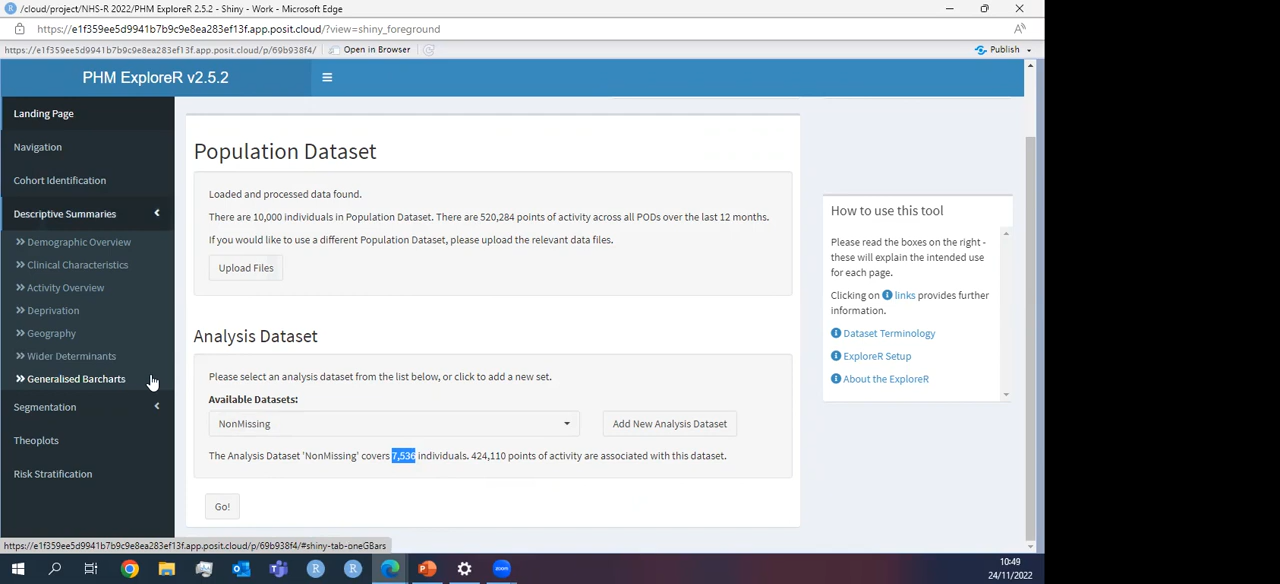 /cloud/project/NHS-R 2022/PHM ExploreR 2.5.2 - Shiny - Work - Microsoft Edge
https://e1f359ee5d9941b7b9c9e8ea283ef13f.app.posit.cloud/?view=shiny_foreground
https://e1f359ee5d9941b7b9c9e8ea283ef13f.app.posit.cloud/p/69b938f4/
Open in Browser
Publish
PHM ExploreR v2.5.2
Landing Page
Navigation
Cohort Identification
Descriptive Summaries
Demographic Overview
Clinical Characteristics
Activity Overview
Deprivation
Geography
Wider Determinants
Generalised Barcharts
Segmentation
Theoplots
Risk Stratification
Population Dataset
Loaded and processed data found.
There are 10,000 individuals in Population Dataset. There are 520,284 points of activity across all PODs over the last 12 months.
If you would like to use a different Population Dataset, please upload the relevant data files.
Upload Files
Analysis Dataset
Please select an analysis dataset from the list below, or click to add a new set.
Available Datasets:
NonMissing
Add New Analysis Dataset
The Analysis Dataset 'NonMissing' covers 7,536 individuals. 424,110 points of activity are associated with this dataset.
Go!
How to use this tool
Please read the boxes on the right -
these will explain the intended use
for each page.
Clicking on links provides further
information.
Dataset Terminology
ExploreR Setup
About the ExploreR
https://e1f359ee5d9941b7b9c9e8ea283ef13f.app.posit.cloud/p/69b938f4/#shiny-tab-oneGBars
10:49
24/11/2022